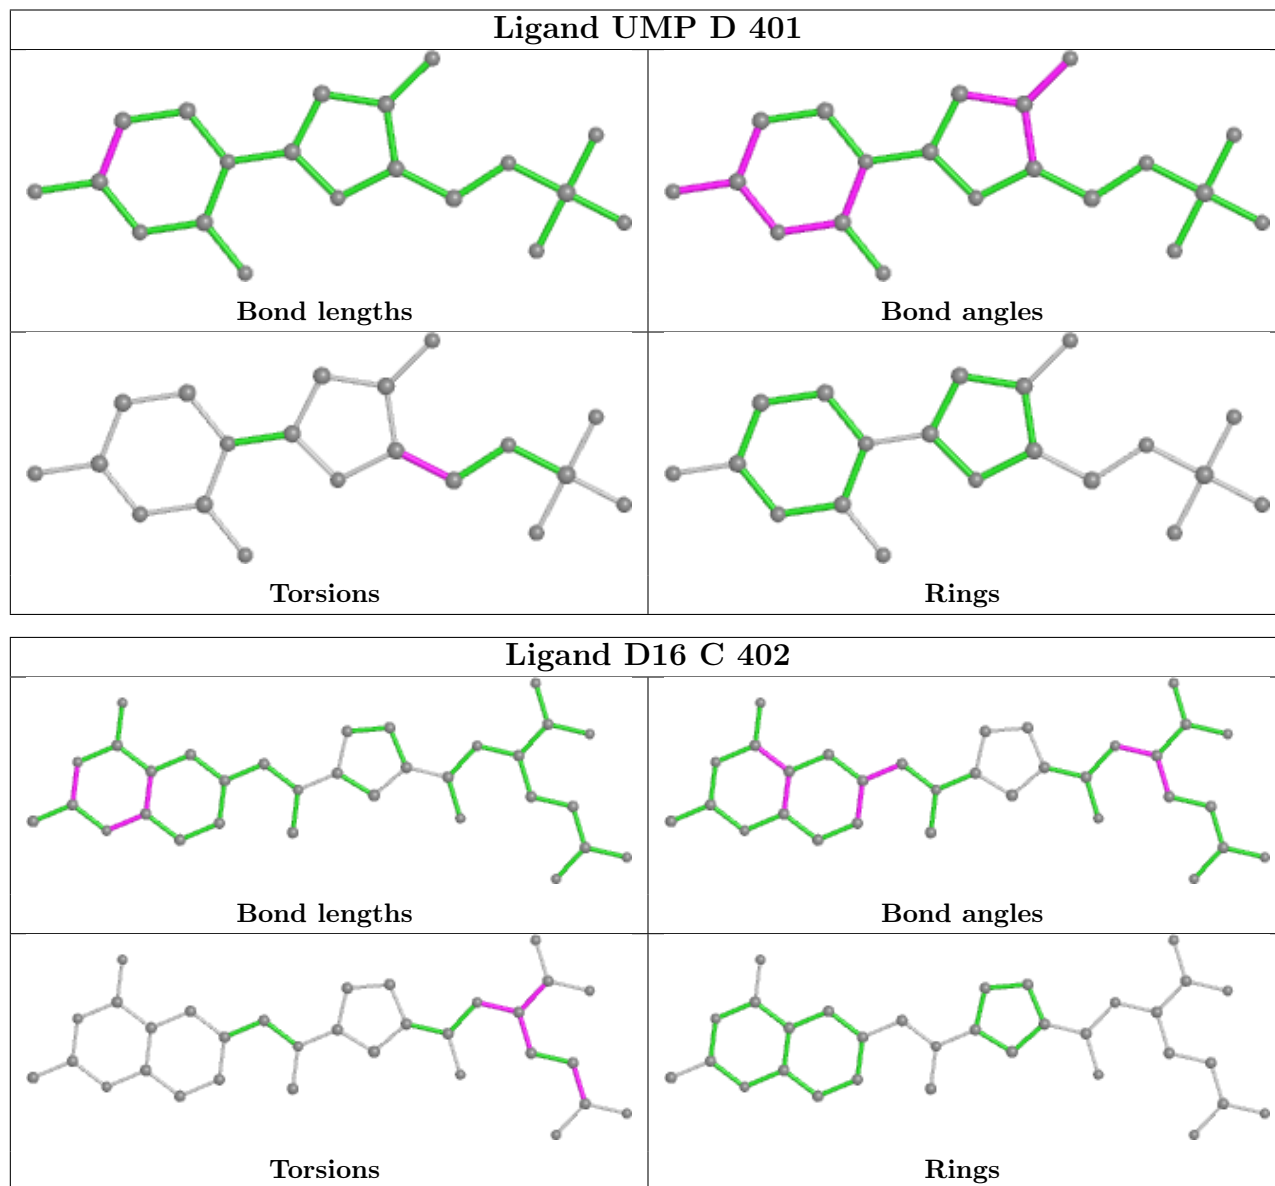 Ligand UMP D 401
Bond lengths
Bond angles
Torsions
Rings
Ligand D16 C 402
Bond lengths
Bond angles
Torsions
Rings